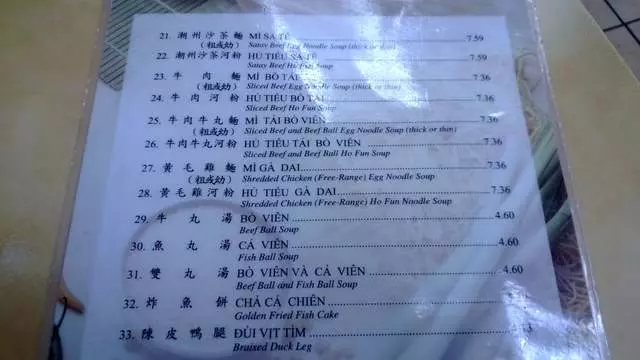 21. 潮州沙茶麵 MÌ SA TẾ 7.59
(粗或幼) Satay Beef Egg Noodle Soup (thick or thin)
22. 潮州沙茶河粉 HỦ TIẾU SA TẾ 7.59
Satay Beef Ho Fun Soup
23. 牛肉麵 MÌ BÒ TÁI 7.36
(粗或幼) Sliced Beef Egg Noodle Soup (thick or thin)
24. 牛肉河粉 HỦ TIẾU BÒ TÁI 7.36
Sliced Beef Ho Fun Soup
25. 牛肉牛丸麵 MÌ TÁI BÒ VIÊN 7.36
(粗或幼) Sliced Beef and Beef Ball Egg Noodle Soup (thick or thin)
26. 牛肉牛丸河粉 HỦ TIẾU TÁI BÒ VIÊN 7.36
Sliced Beef and Beef Ball Ho Fun Soup
27. 黃毛雞麵 MÌ GÀ DAI 7.36
(粗或幼) Shredded Chicken (Free-Range) Egg Noodle Soup
28. 黃毛雞河粉 HỦ TIẾU GÀ DAI 7.36
Shredded Chicken (Free-Range) Ho Fun Noodle Soup
29. 牛丸湯 BÒ VIÊN 4.60
Beef Ball Soup
30. 魚丸湯 CÁ VIÊN 4.60
Fish Ball Soup
31. 雙丸湯 BÒ VIÊN VÀ CÁ VIÊN 4.60
Beef Ball and Fish Ball Soup
32. 炸魚餅 CHẢ CÁ CHIÊN
Golden Fried Fish Cake
33. 陳皮鴨腿 ĐÙI VỊT TÌM
Braised Duck Leg